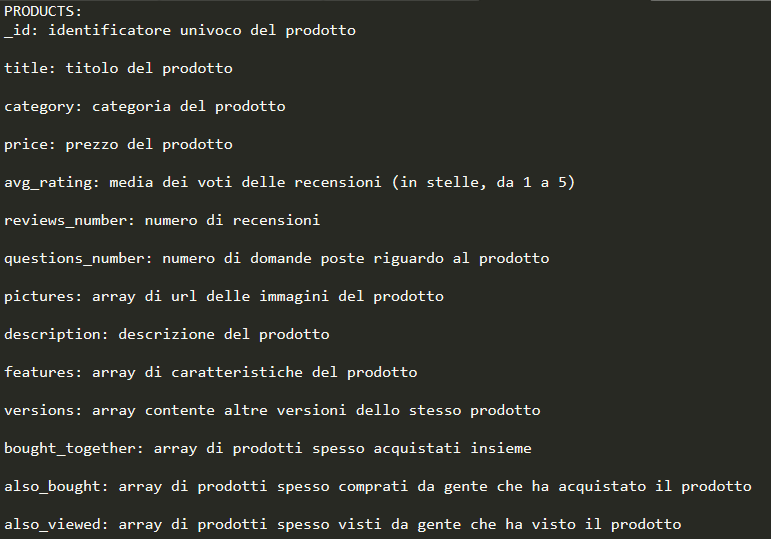 PRODUCTS:
_id: identificatore univoco del prodotto
title: titolo del prodotto
category: categoria del prodotto
price: prezzo del prodotto
avg_rating: media dei voti delle recensioni (in stelle, da 1 a 5)
reviews_number: numero di recensioni
questions_number: numero di domande poste riguardo al prodotto
pictures: array di url delle immagini del prodotto
description: descrizione del prodotto
features: array di caratteristiche del prodotto
versions: array contente altre versioni dello stesso prodotto
bought_together: array di prodotti spesso acquistati insieme
also_bought: array di prodotti spesso comprati da gente che ha acquistato il prodotto
also_viewed: array di prodotti spesso visti da gente che ha visto il prodotto